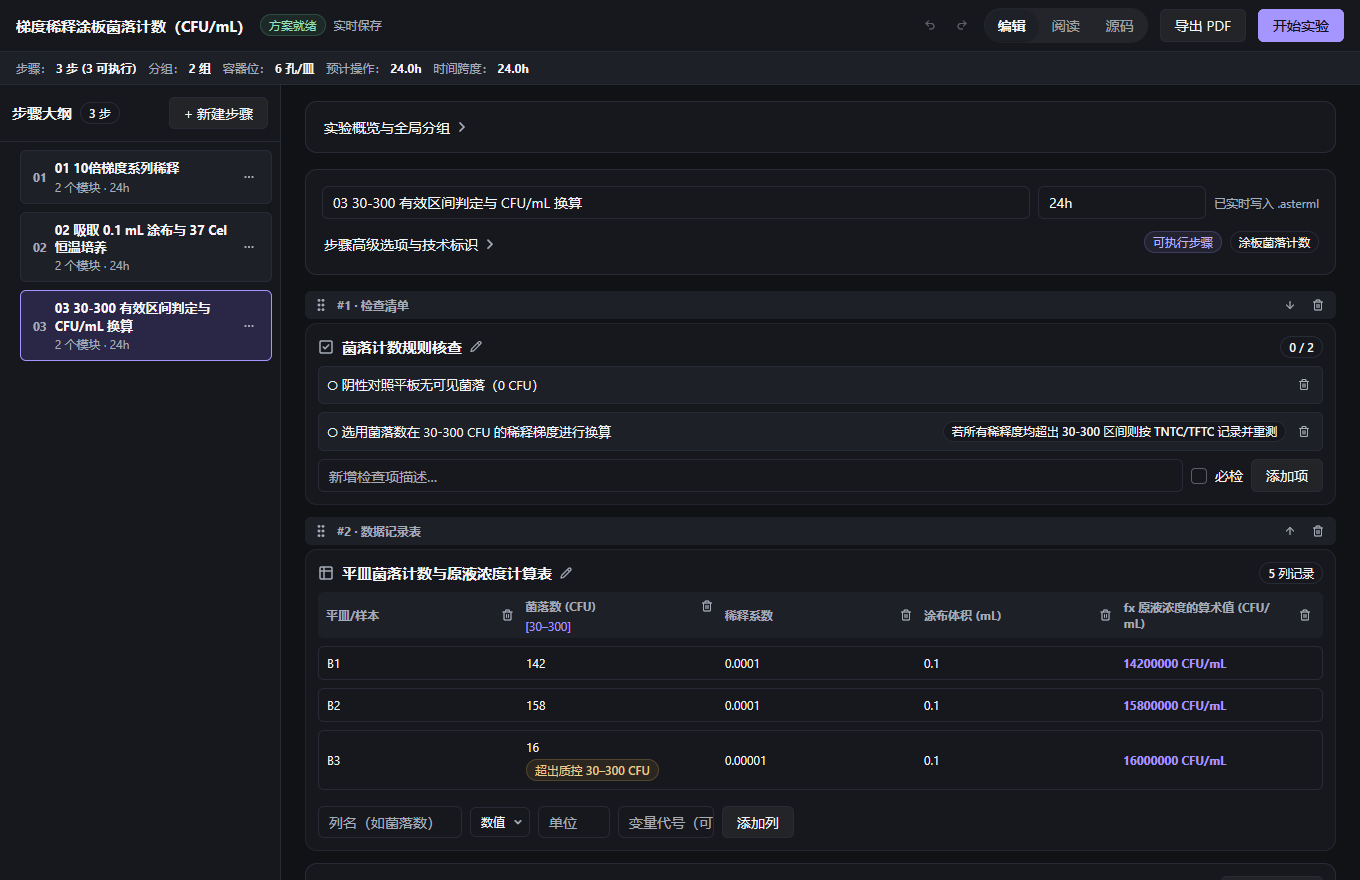 梯度稀释涂板菌落计数（CFU/mL） 方案就绪 实时保存 编辑 阅读 源码 导出 PDF 开始实验
步骤： 3 步 (3 可执行) 分组： 2 组 容器位： 6 孔/皿 预计操作： 24.0h 时间跨度： 24.0h
步骤大纲 3 步 + 新建步骤
01 01 10倍梯度系列稀释 ...
2 个模块 · 24h
02 02 吸取 0.1 mL 涂布与 37 Cel
恒温培养 ...
2 个模块 · 24h
03 03 30-300 有效区间判定与
CFU/mL 换算 ...
2 个模块 · 24h
实验概览与全局分组
03 30-300 有效区间判定与 CFU/mL 换算 24h 已实时写入 .asterml
步骤高级选项与技术标识 可执行步骤 涂板菌落计数
#1 · 检查清单
菌落计数规则核查 0 / 2
阴性对照平板无可见菌落（0 CFU）
选用菌落数在 30-300 CFU 的稀释梯度进行换算 若所有稀释度均超出 30-300 区间则按 TNTC/TFTC 记录并重测
新增检查项描述... 必检 添加项
#2 · 数据记录表
平皿菌落计数与原液浓度计算表 5 列记录
平皿/样本 菌落数 (CFU) [30–300] 稀释系数 涂布体积 (mL) fx 原液浓度的算术值 (CFU/
mL)
B1 142 0.0001 0.1 14200000 CFU/mL
B2 158 0.0001 0.1 15800000 CFU/mL
B3 16 超出质控 30–300 CFU 0.00001 0.1 16000000 CFU/mL
列名（如菌落数） 数值 单位 变量代号（可 添加列